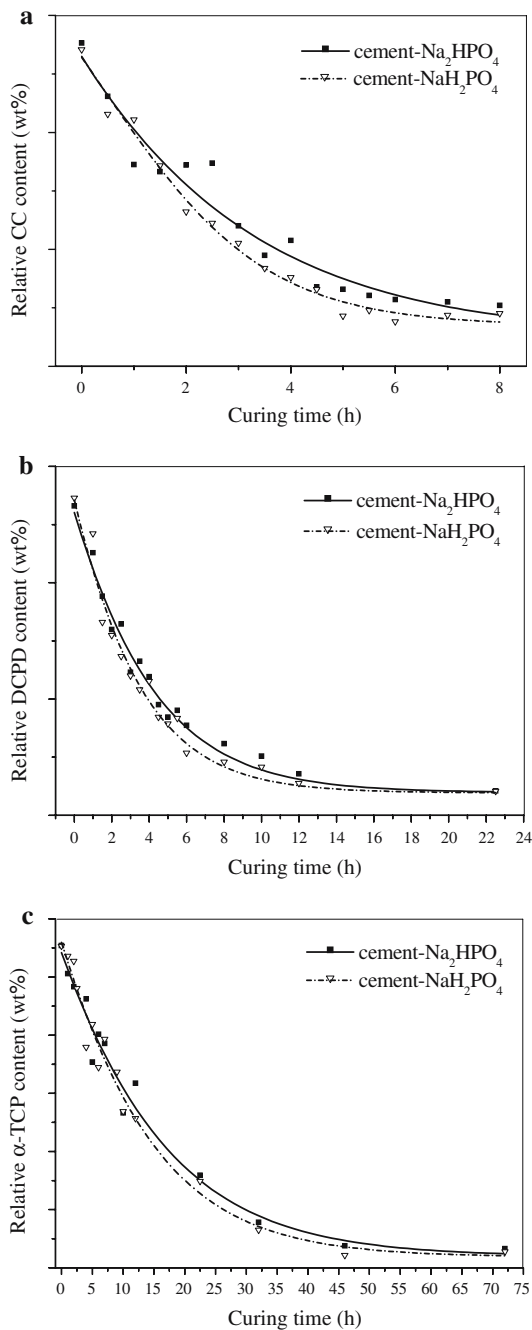 a
cement-Na₂HPO₄
cement-NaH₂PO₄
Relative CC content (wt%)
0 2 4 6 8
Curing time (h)
b
cement-Na₂HPO₄
cement-NaH₂PO₄
Relative DCPD content (wt%)
0 2 4 6 8 10 12 14 16 18 20 22 24
Curing time (h)
c
cement-Na₂HPO₄
cement-NaH₂PO₄
Relative α-TCP content (wt%)
0 5 10 15 20 25 30 35 40 45 50 55 60 65 70 75
Curing time (h)